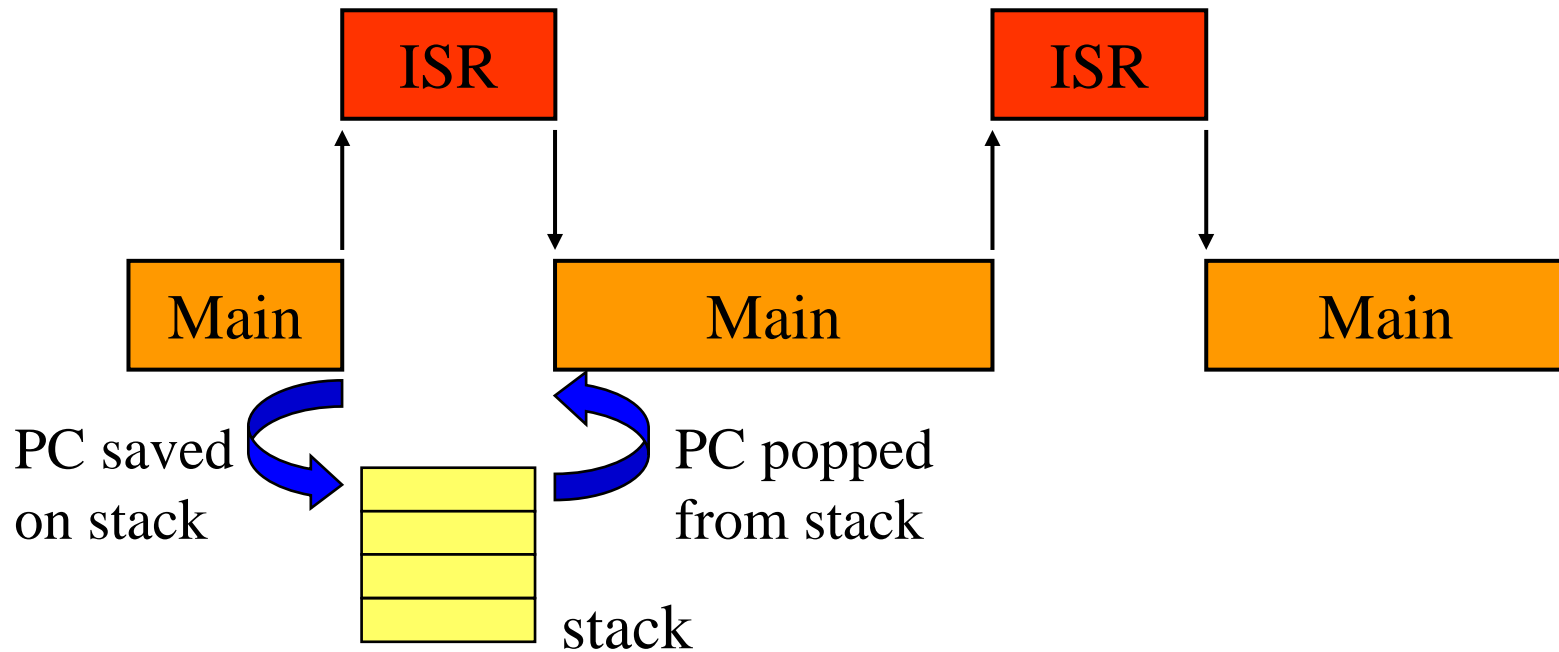 ISR
ISR
Main
Main
Main
PC saved
on stack
PC popped
from stack
stack